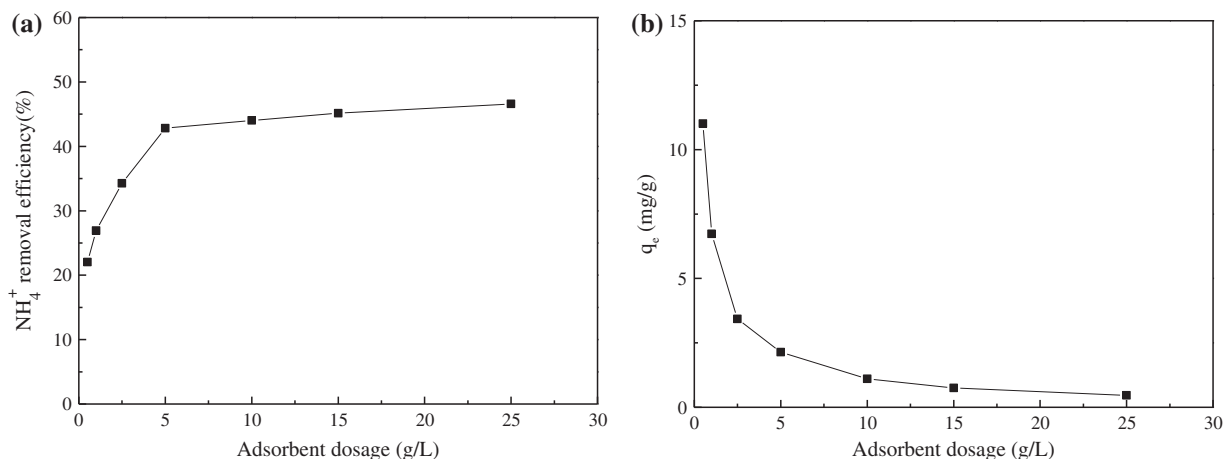 (a)
60
50
40
30
20
10
0
NH₄⁺ removal efficiency(%)
0 5 10 15 20 25 30
Adsorbent dosage (g/L)
(b)
15
10
5
0
qₑ (mg/g)
0 5 10 15 20 25 30
Adsorbent dosage (g/L)